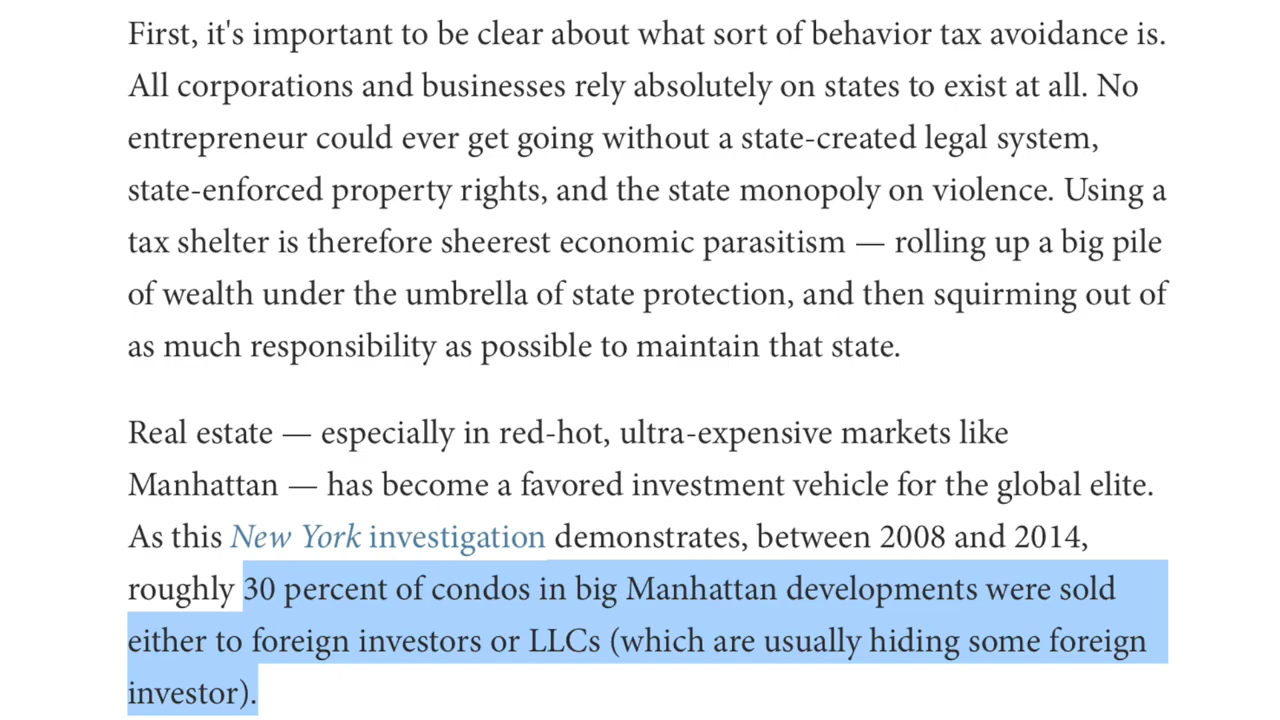 First, it's important to be clear about what sort of behavior tax avoidance is.
All corporations and businesses rely absolutely on states to exist at all. No
entrepreneur could ever get going without a state-created legal system,
state-enforced property rights, and the state monopoly on violence. Using a
tax shelter is therefore sheerest economic parasitism — rolling up a big pile
of wealth under the umbrella of state protection, and then squirming out of
as much responsibility as possible to maintain that state.
Real estate — especially in red-hot, ultra-expensive markets like
Manhattan — has become a favored investment vehicle for the global elite.
As this New York investigation demonstrates, between 2008 and 2014,
roughly 30 percent of condos in big Manhattan developments were sold
either to foreign investors or LLCs (which are usually hiding some foreign
investor).